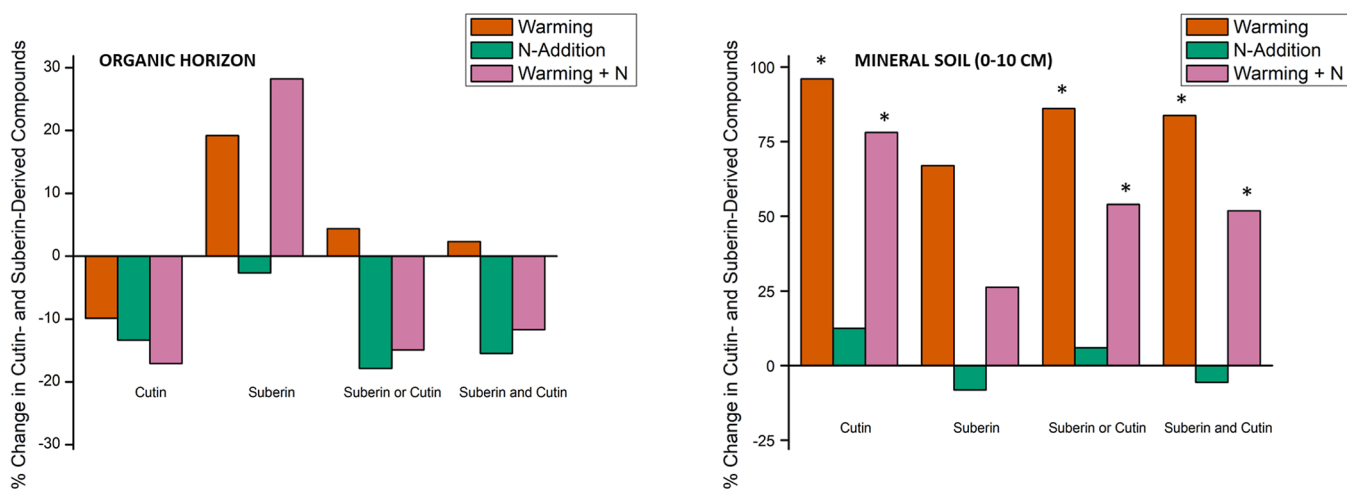 % Change in Cutin- and Suberin-Derived Compounds
ORGANIC HORIZON
Warming
N-Addition
Warming + N
30
20
10
0
-10
-20
-30
Cutin
Suberin
Suberin or Cutin
Suberin and Cutin
% Change in Cutin- and Suberin-Derived Compounds
MINERAL SOIL (0-10 CM)
Warming
N-Addition
Warming + N
100
75
50
25
0
-25
* * * * * *
Cutin
Suberin
Suberin or Cutin
Suberin and Cutin